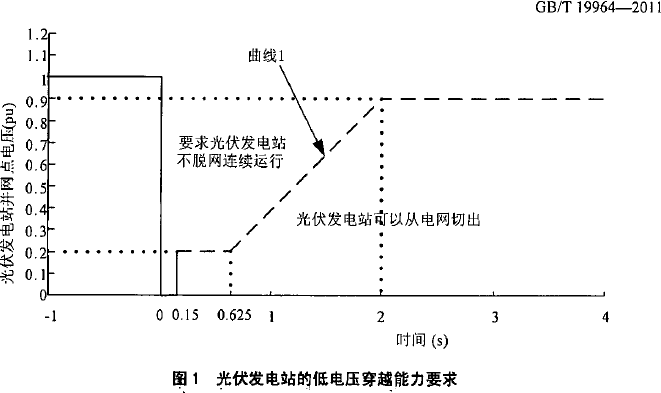 GB/T 19964—2011
1.2
1.1
1
0.9
0.8
0.7
0.6
0.5
0.4
0.3
0.2
0.1
0
光伏发电站并网点电压(pu)
曲线1
要求光伏发电站
不脱网连续运行
光伏发电站可以从电网切出
-1 0 0.15 0.625 1 2 3 4
时间 (s)
图1 光伏发电站的低电压穿越能力要求